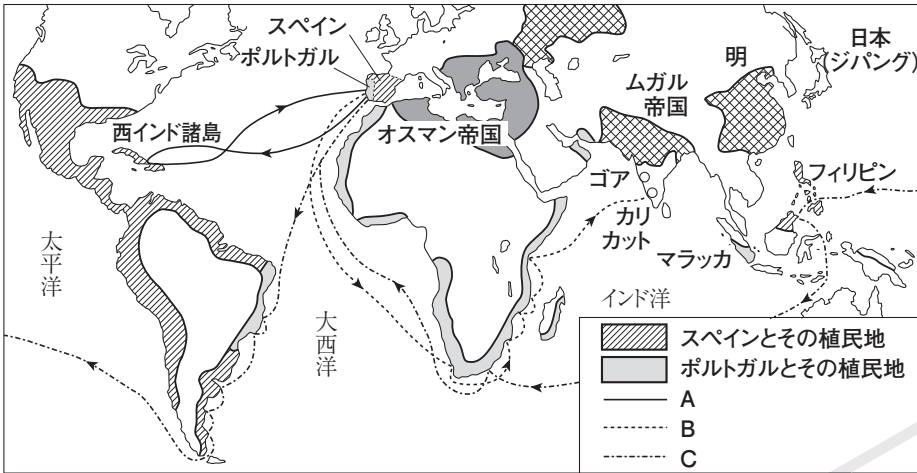 スペイン
ポルトガル
西インド諸島
オスマン帝国
ムガル
帝国
明
日本
(ジパング)
ゴア
カリ
カット
マラッカ
フィリピン
太平洋
大西洋
インド洋
スペインとその植民地
ポルトガルとその植民地
A
B
C